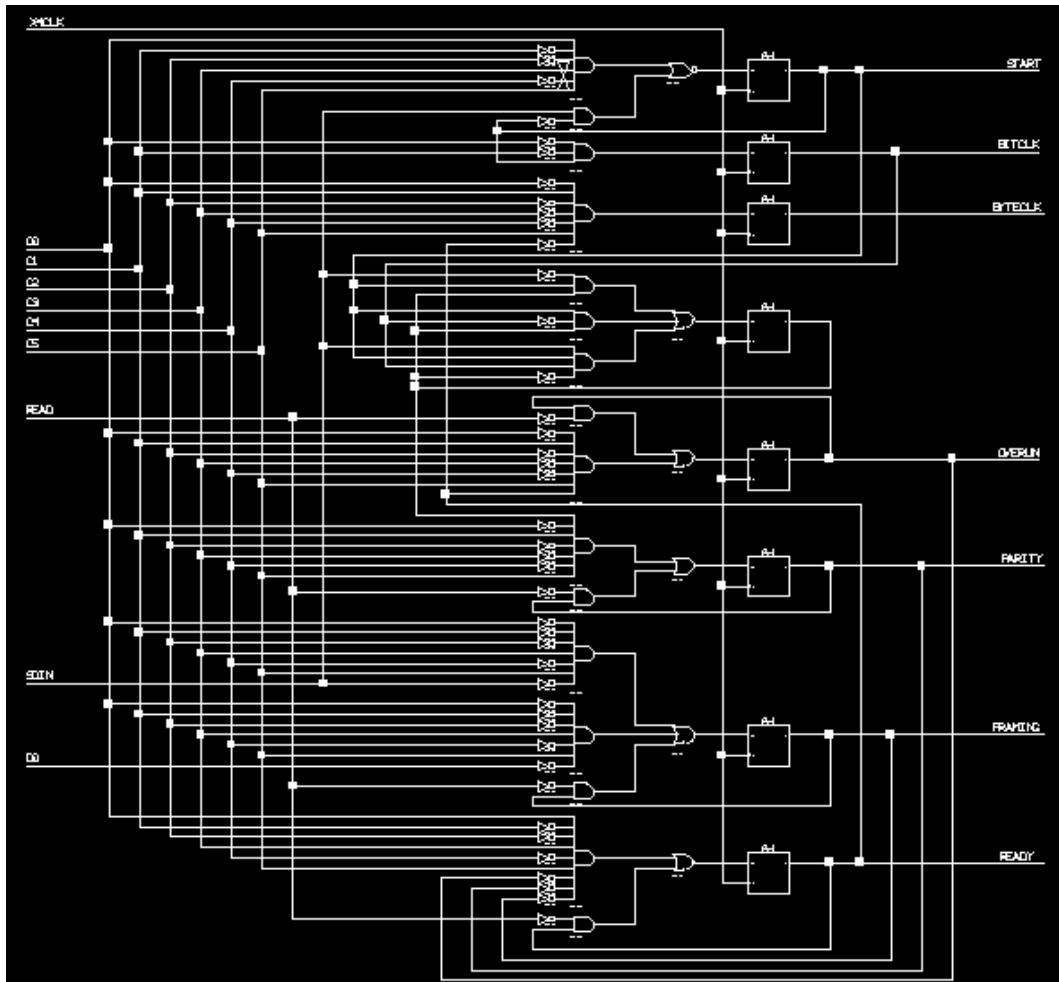 XMCLK
START
BITCLK
BYTECLK
C0
C1
C2
C3
C4
C5
READ
OVERUN
PARITY
SDIN
FRAMING
D0
READY